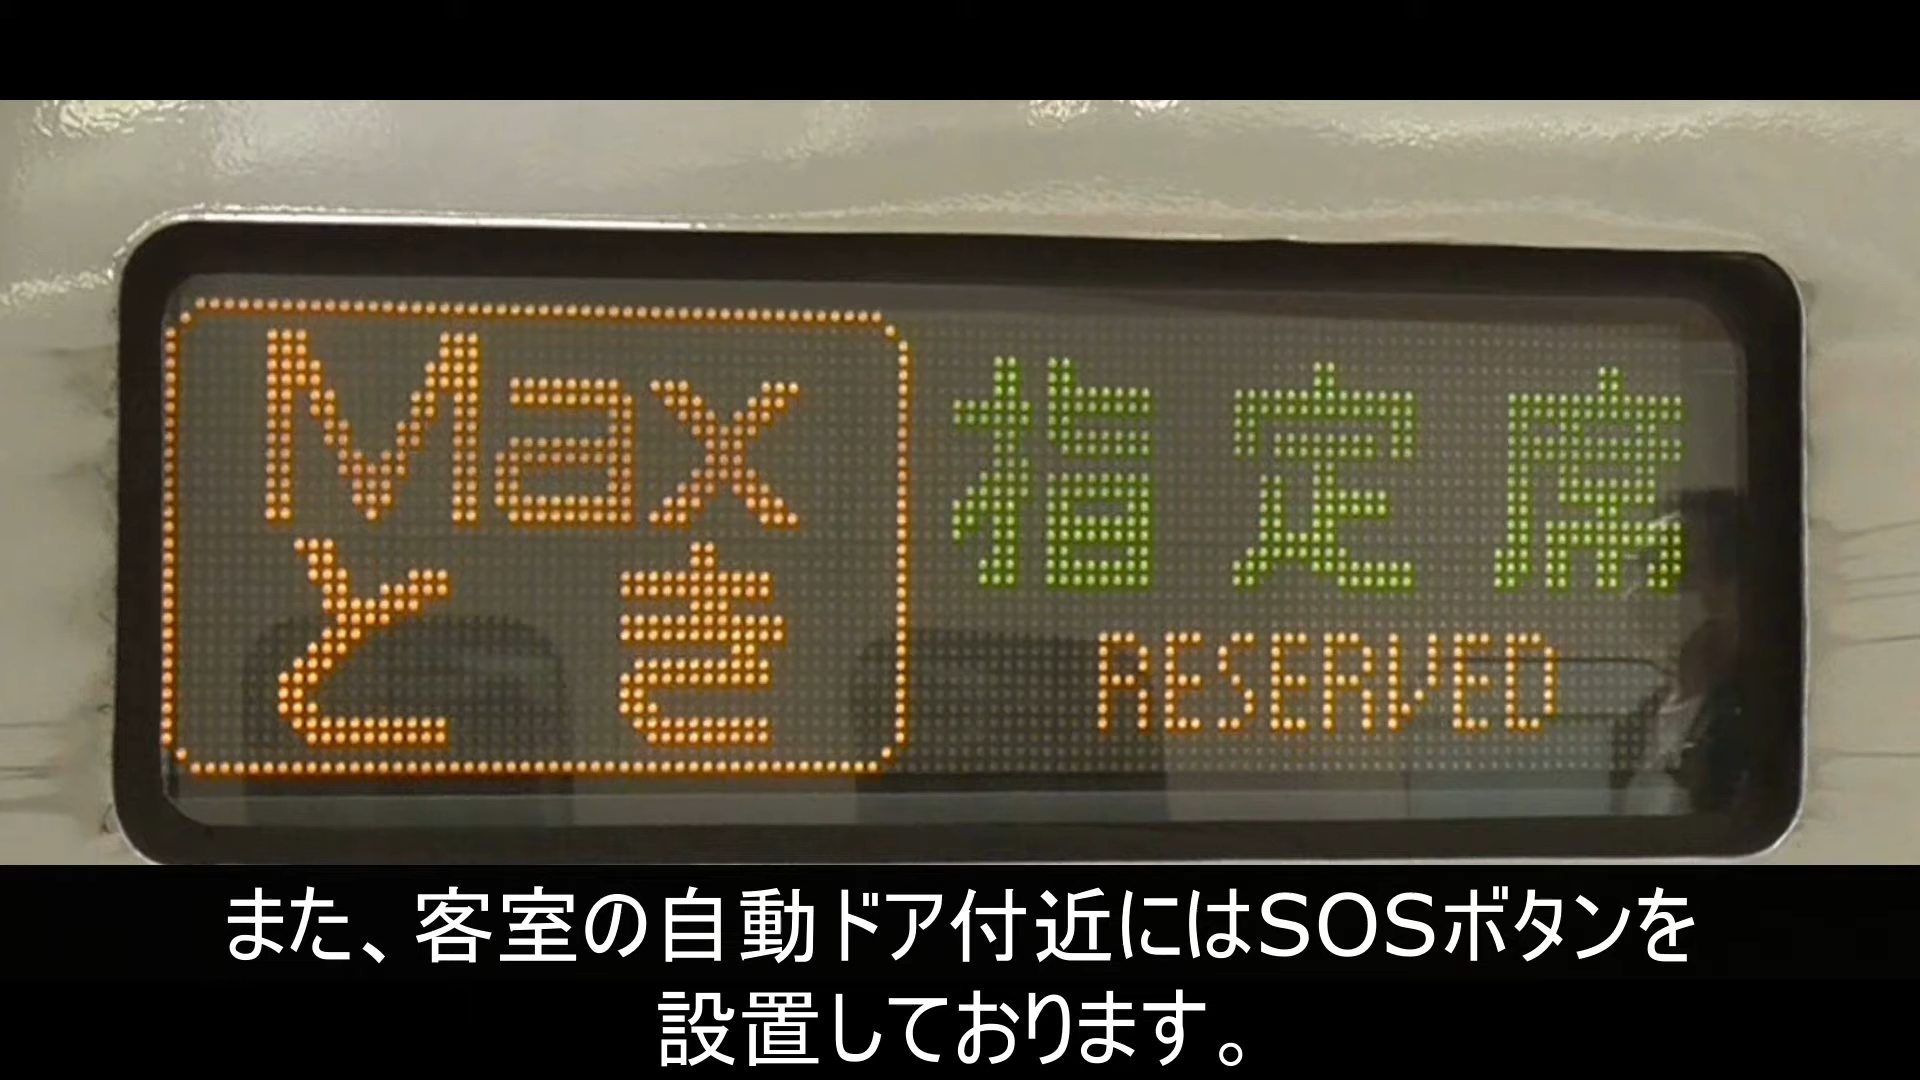 Max
とき
指定席
RESERVED
また、客室の自動ドア付近にはSOSボタンを
設置しております。